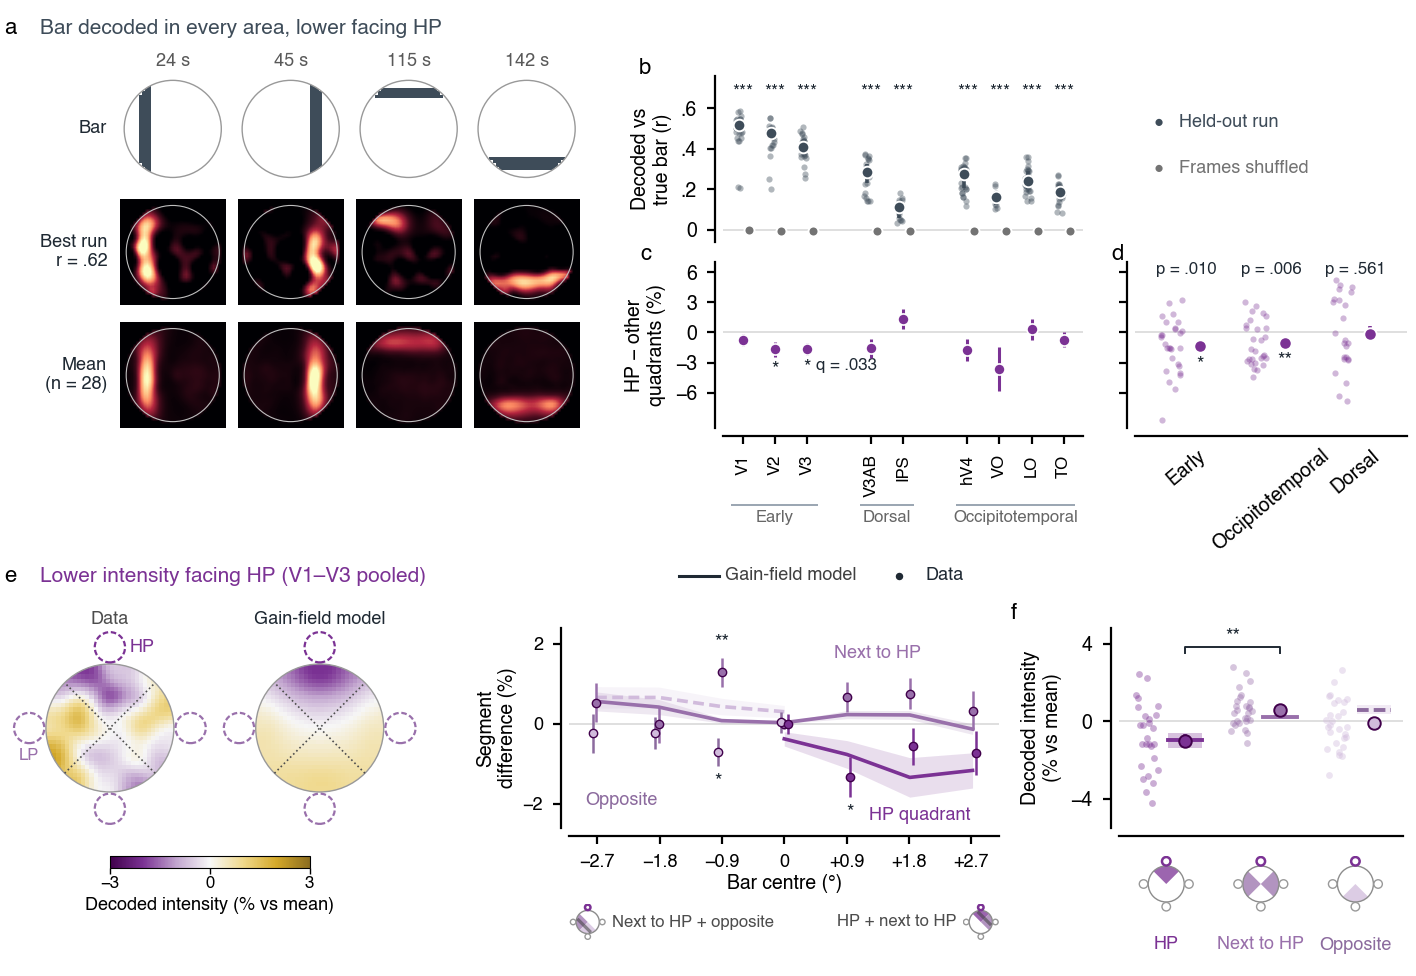 a Bar decoded in every area, lower facing HP
24 s 45 s 115 s 142 s
Bar
Best run
r = .62
Mean
(n = 28)
b
Decoded vs
true bar (r)
.6
.4
.2
0
*** *** *** *** *** *** *** *** ***
Held-out run
Frames shuffled
c
HP – other
quadrants (%)
6
3
0
–3
–6
* * q = .033
V1 V2 V3 V3AB IPS hV4 VO LO TO
Early Dorsal Occipitotemporal
d
p = .010 p = .006 p = .561
* **
Early Occipitotemporal Dorsal
e Lower intensity facing HP (V1–V3 pooled)
Data Gain-field model
HP
LP
–3 0 3
Decoded intensity (% vs mean)
Gain-field model Data
Segment
difference (%)
2
0
–2
**
*
*
Next to HP
Opposite
HP quadrant
–2.7 –1.8 –0.9 0 +0.9 +1.8 +2.7
Bar centre (°)
Next to HP + opposite HP + next to HP
f
Decoded intensity
(% vs mean)
4
0
–4
**
HP Next to HP Opposite